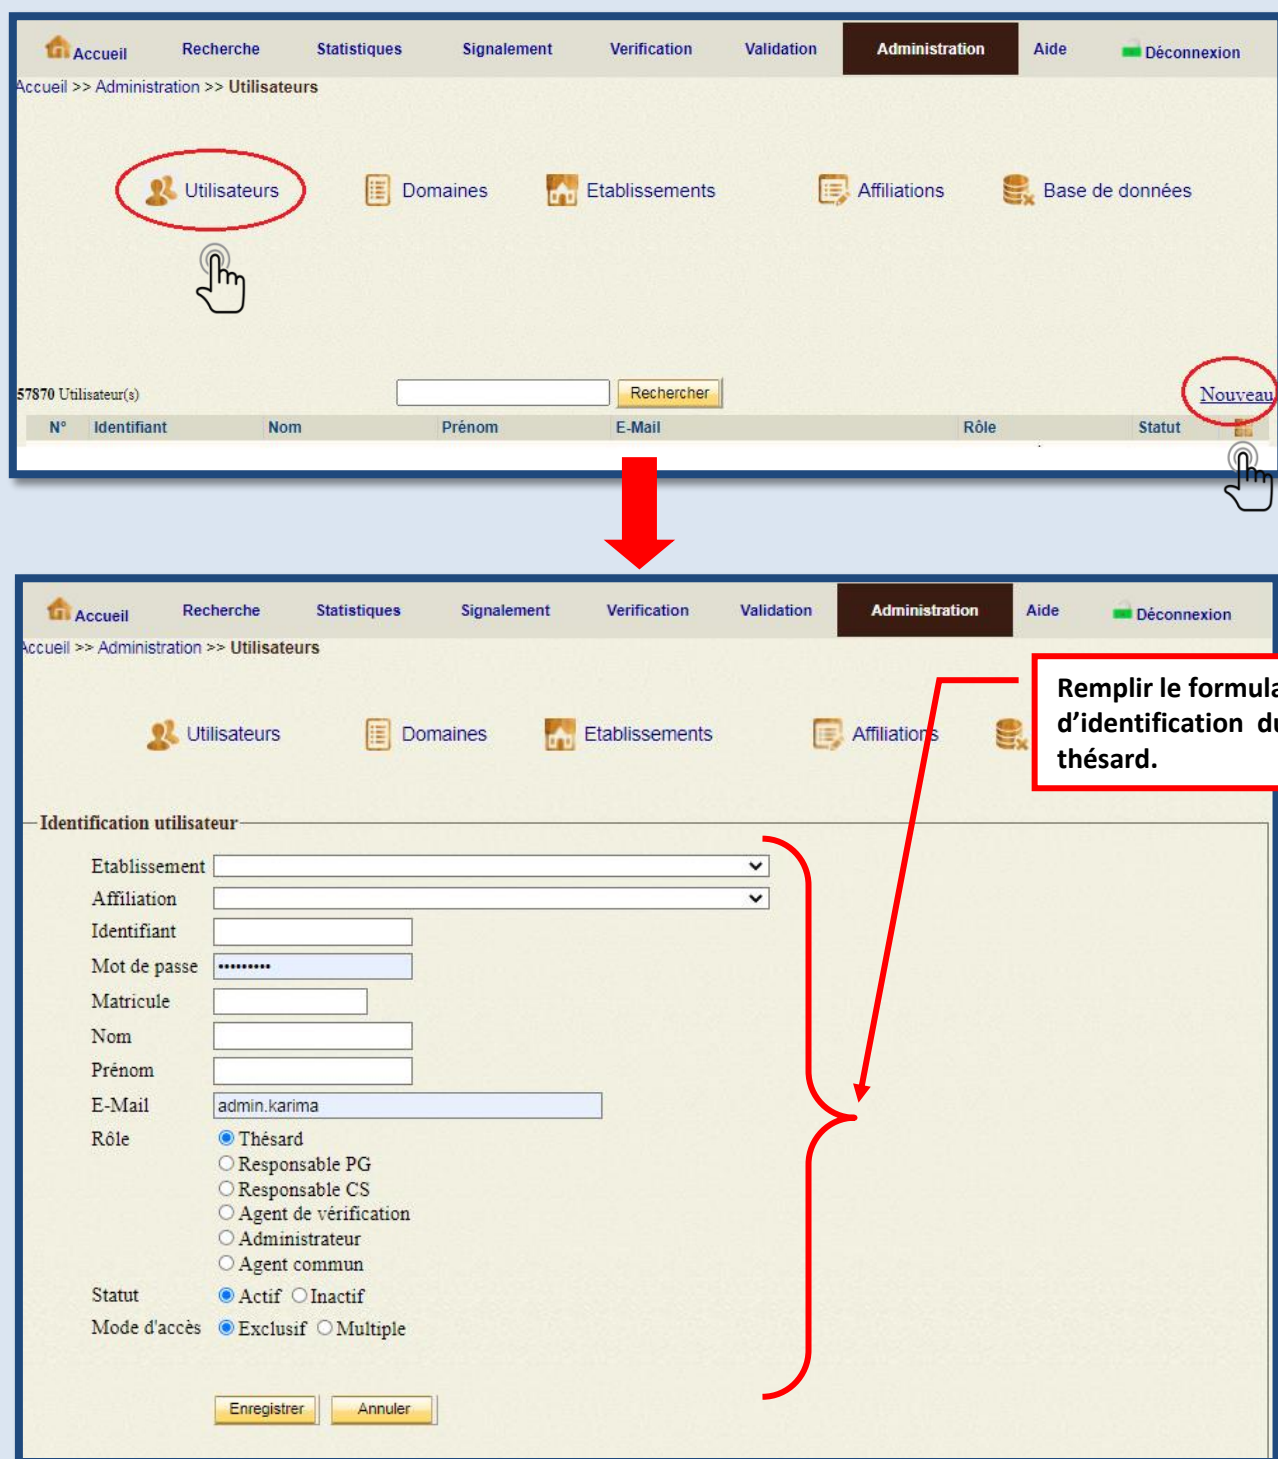 Accueil Recherche Statistiques Signalement Verification Validation Administration Aide Déconnexion
Accueil >> Administration >> Utilisateurs
Utilisateurs Domaines Etablissements Affiliations Base de données
57870 Utilisateur(s) Rechercher Nouveau
N° Identifiant Nom Prénom E-Mail Rôle Statut
Accueil Recherche Statistiques Signalement Verification Validation Administration Aide Déconnexion
Accueil >> Administration >> Utilisateurs
Utilisateurs Domaines Etablissements Affiliations
Remplir le formula
d’identification du
thésard.
Identification utilisateur
Etablissement
Affiliation
Identifiant
Mot de passe •••••••••
Matricule
Nom
Prénom
E-Mail admin.karima
Rôle Thésard
Responsable PG
Responsable CS
Agent de vérification
Administrateur
Agent commun
Statut Actif Inactif
Mode d'accès Exclusif Multiple
Enregistrer Annuler